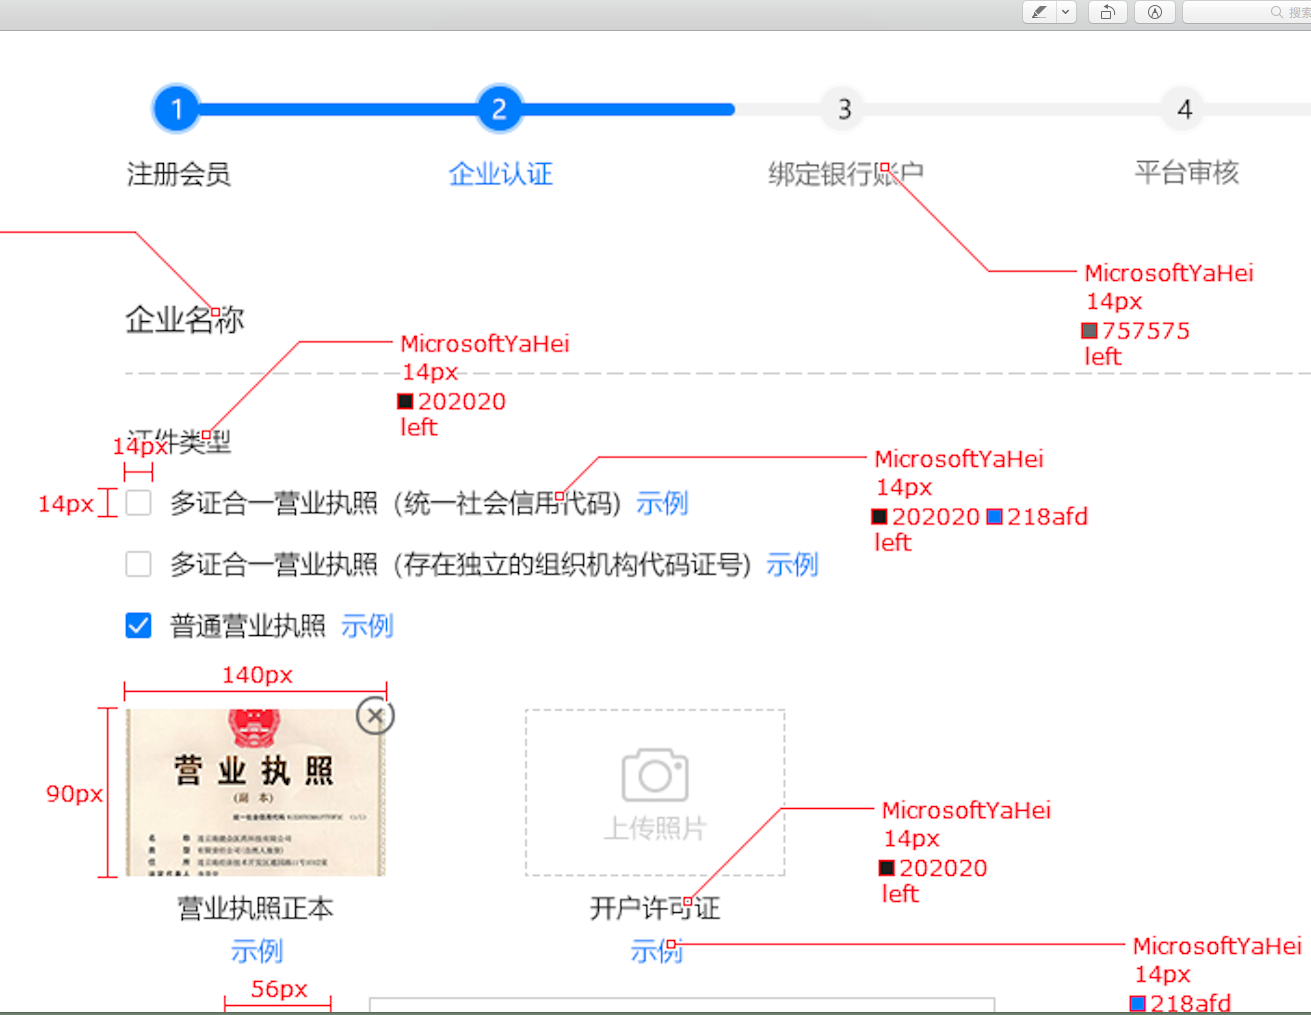 搜索
1
2
3
4
注册会员
企业认证
绑定银行账户
平台审核
MicrosoftYaHei
14px
757575
left
企业名称
MicrosoftYaHei
14px
202020
left
证件类型
14px
14px
多证合一营业执照（统一社会信用代码） 示例
MicrosoftYaHei
14px
202020 218afd
left
多证合一营业执照（存在独立的组织机构代码证号） 示例
普通营业执照 示例
140px
90px
营业执照
(副 本)
上传照片
MicrosoftYaHei
14px
202020
left
营业执照正本
开户许可证
示例
示例
MicrosoftYaHei
14px
218afd
56px